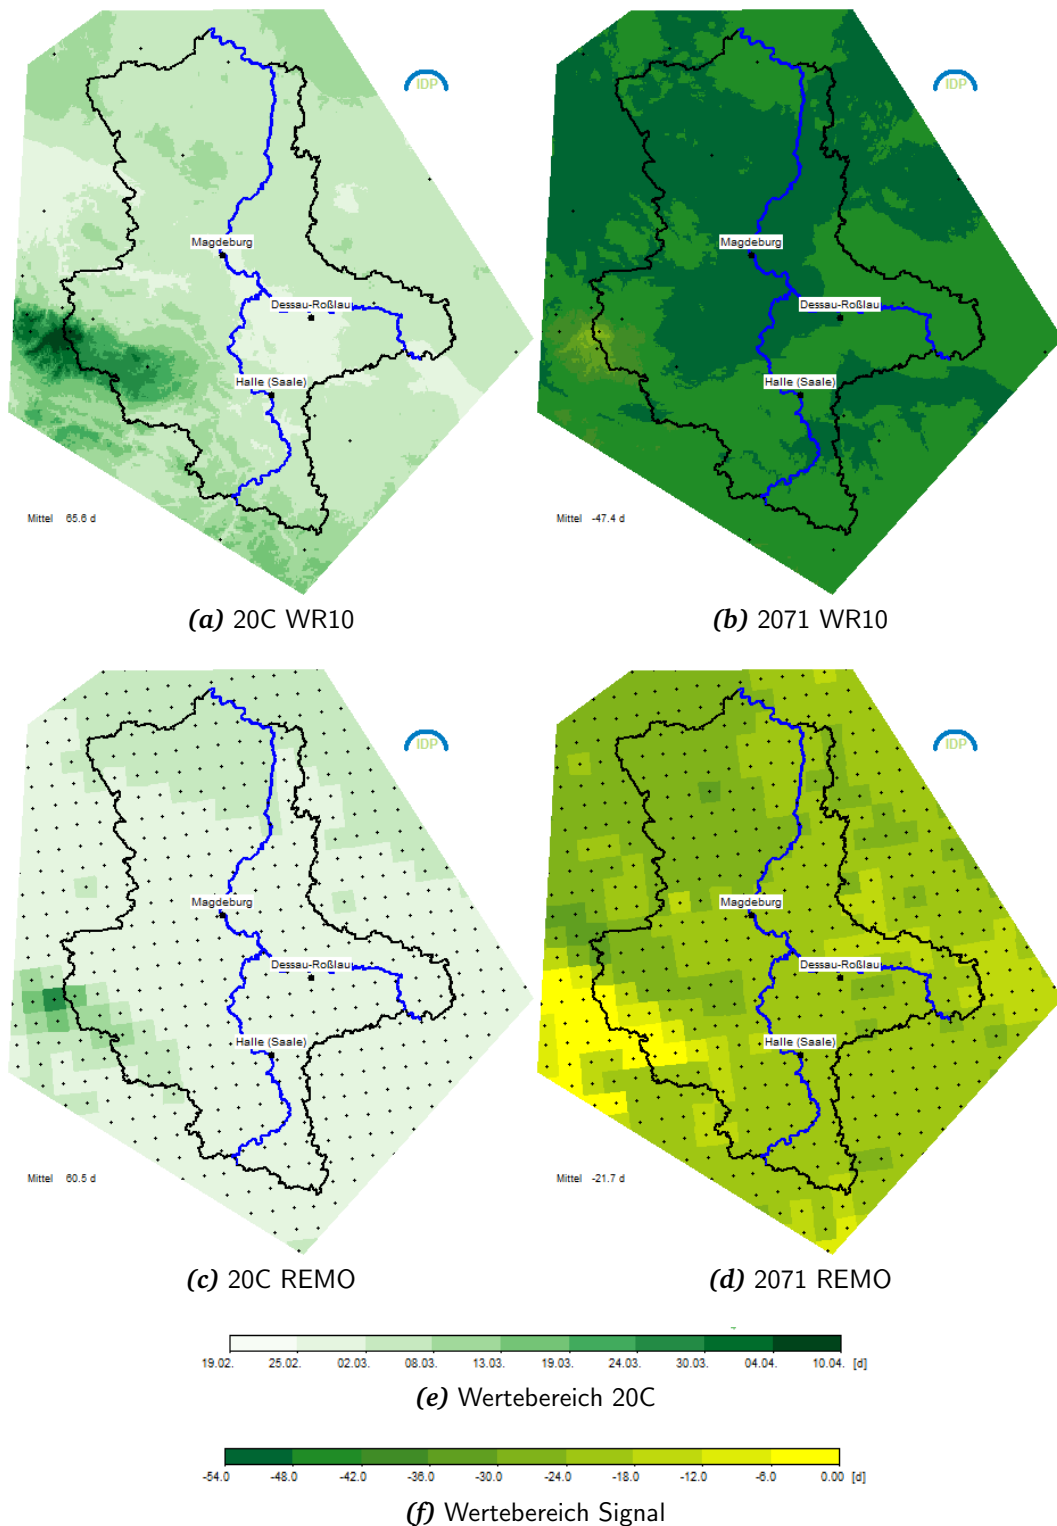 IDP
IDP
Magdeburg
Magdeburg
Dessau-Roßlau
Dessau-Roßlau
Halle (Saale)
Halle (Saale)
Mittel 65.6 d
Mittel -47.4 d
(a) 20C WR10
(b) 2071 WR10
IDP
IDP
Magdeburg
Magdeburg
Dessau-Roßlau
Dessau-Roßlau
Halle (Saale)
Halle (Saale)
Mittel 60.5 d
Mittel -21.7 d
(c) 20C REMO
(d) 2071 REMO
19.02. 25.02. 02.03. 08.03. 13.03. 19.03. 24.03. 30.03. 04.04. 10.04. [d]
(e) Wertebereich 20C
-54.0 -48.0 -42.0 -36.0 -30.0 -24.0 -18.0 -12.0 -6.0 0.00 [d]
(f) Wertebereich Signal